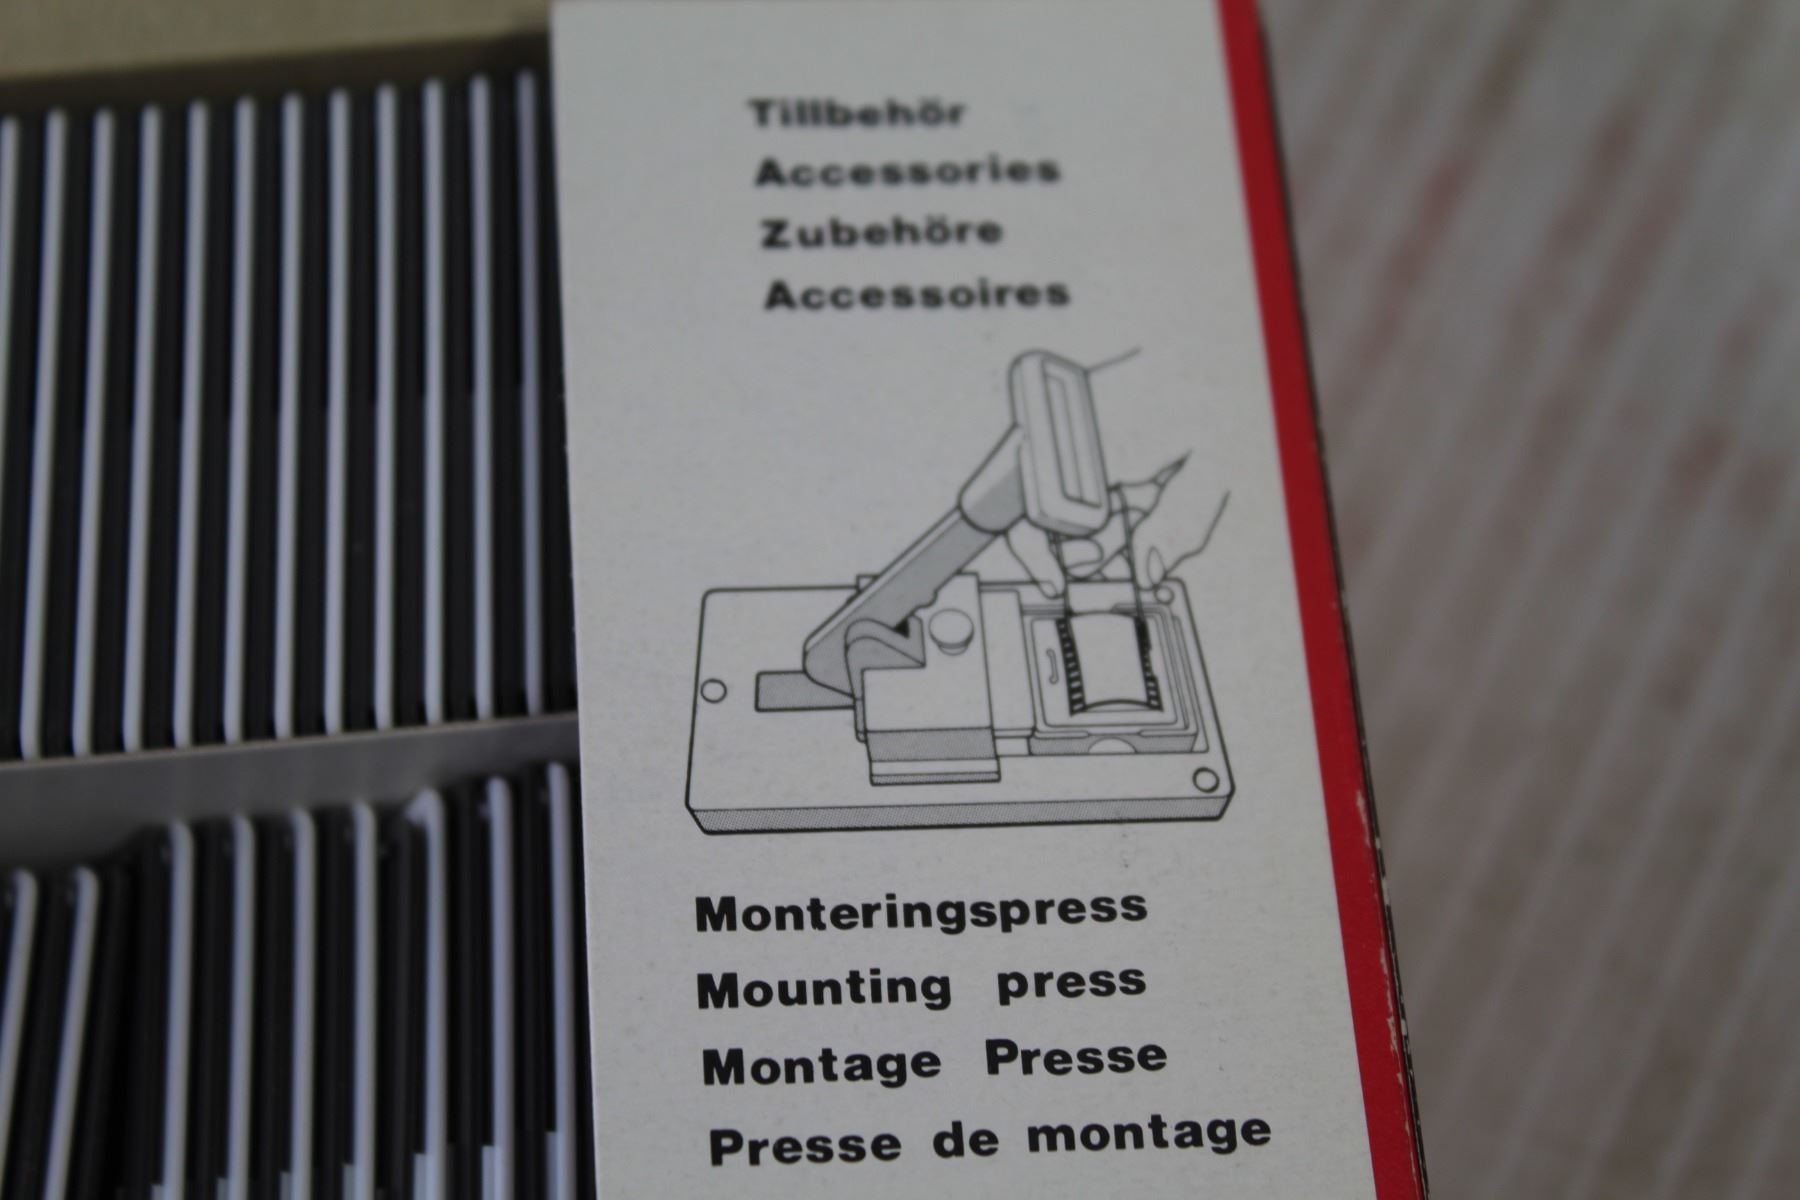 Tillbehör
Accessories
Zubehöre
Accessoires
Monteringspress
Mounting press
Montage Presse
Presse de montage